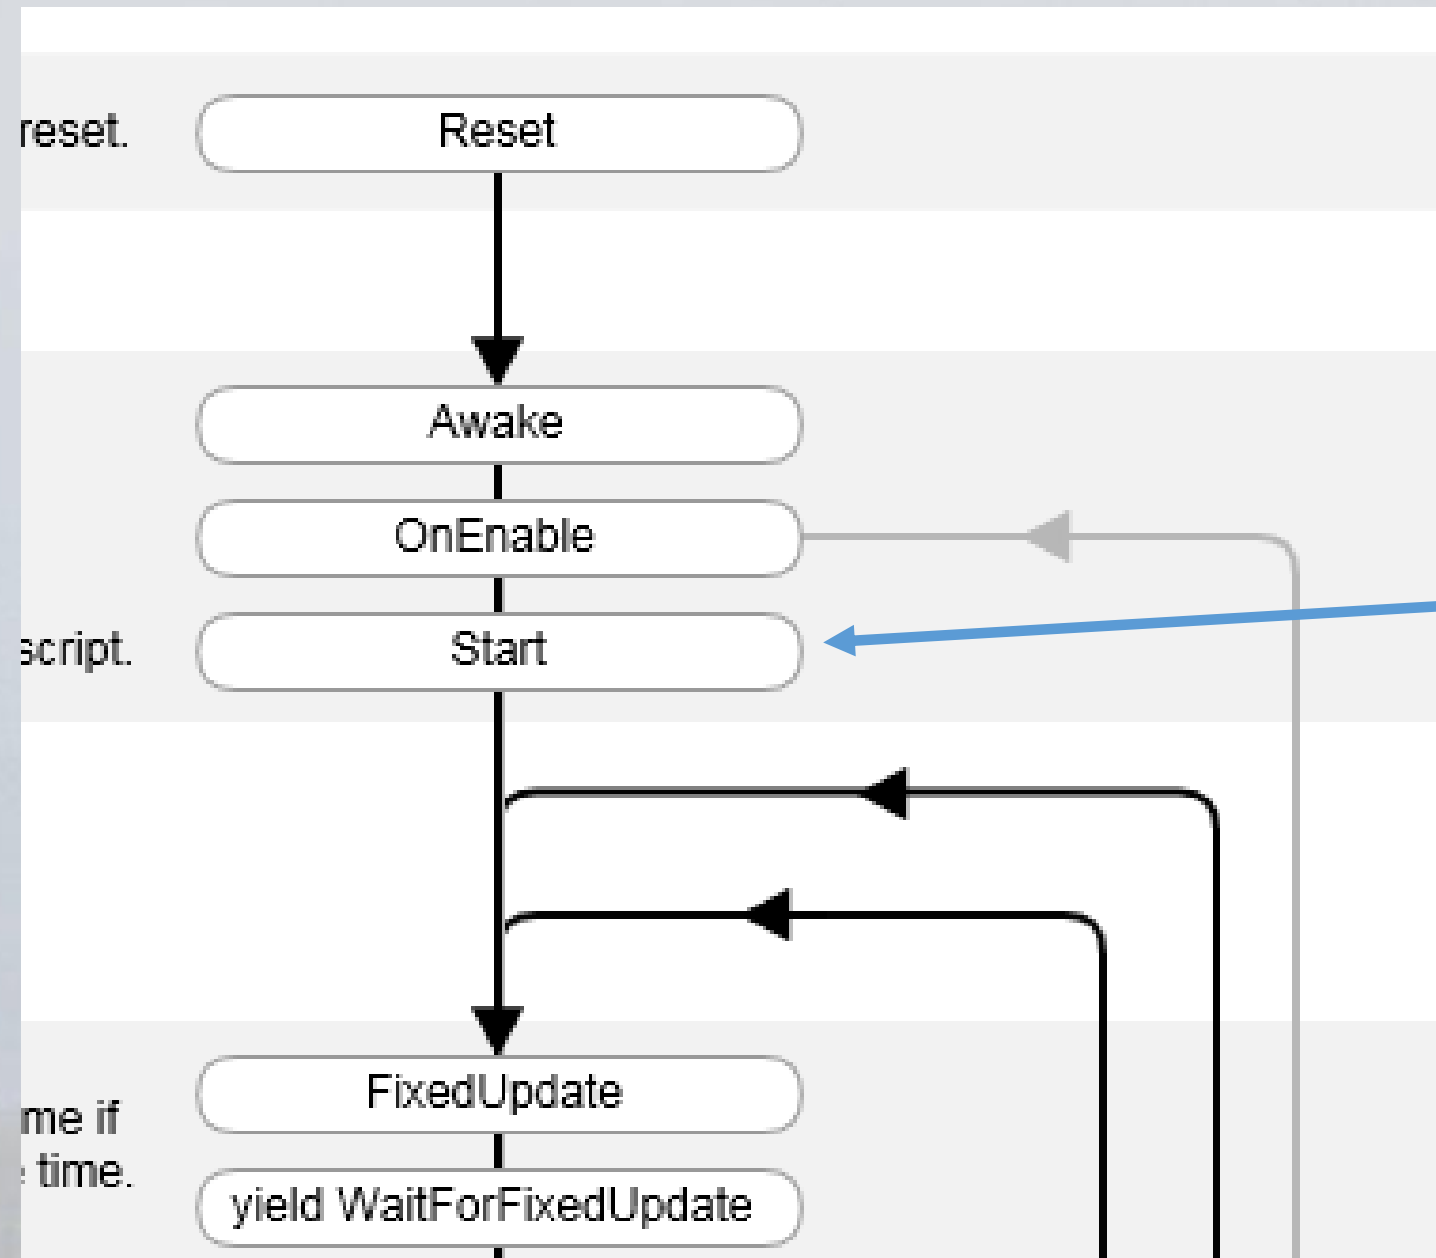 reset.
Reset
Awake
OnEnable
script.
Start
FixedUpdate
me if
time.
yield WaitForFixedUpdate